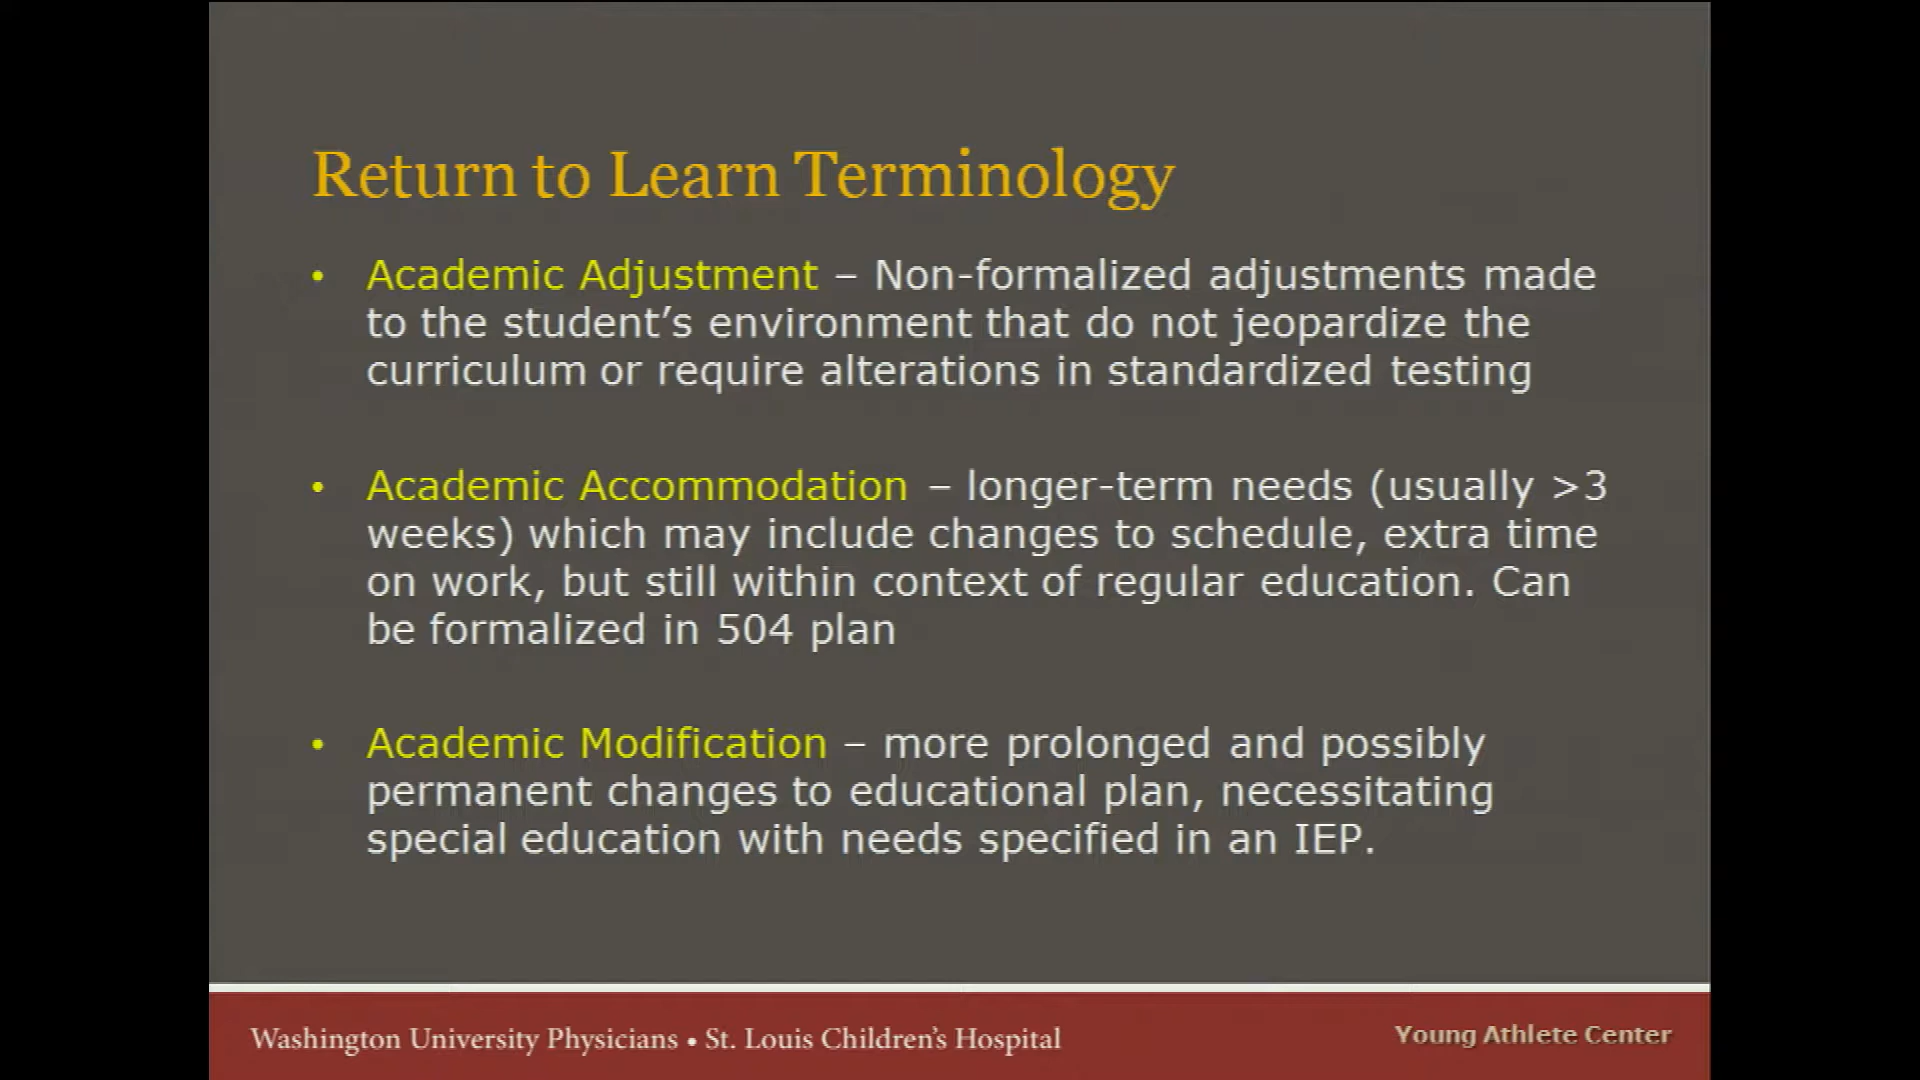 Return to Learn Terminology
• Academic Adjustment – Non-formalized adjustments made
to the student’s environment that do not jeopardize the
curriculum or require alterations in standardized testing
• Academic Accommodation – longer-term needs (usually >3
weeks) which may include changes to schedule, extra time
on work, but still within context of regular education. Can
be formalized in 504 plan
• Academic Modification – more prolonged and possibly
permanent changes to educational plan, necessitating
special education with needs specified in an IEP.
Washington University Physicians • St. Louis Children’s Hospital
Young Athlete Center